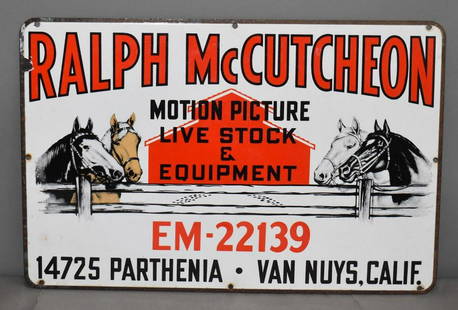 RALPH McCUTCHEON
MOTION PICTURE
LIVE STOCK
&
EQUIPMENT
EM-22139
14725 PARTHENIA • VAN NUYS, CALIF.